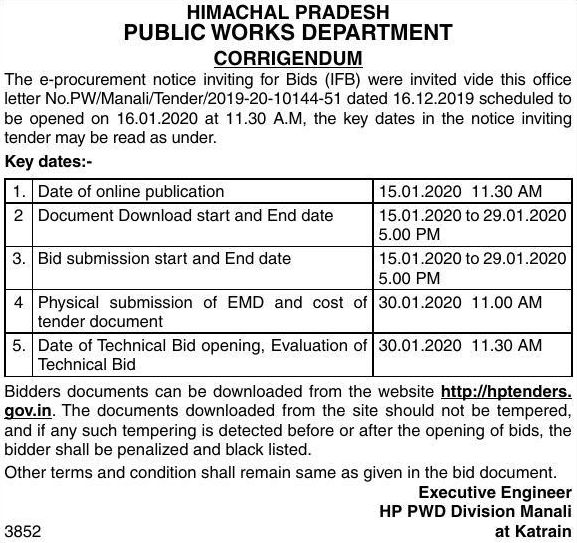 HIMACHAL PRADESH
PUBLIC WORKS DEPARTMENT
CORRIGENDUM
The e-procurement notice inviting for Bids (IFB) were invited vide this office
letter No.PW/Manali/Tender/2019-20-10144-51 dated 16.12.2019 scheduled to
be opened on 16.01.2020 at 11.30 A.M, the key dates in the notice inviting
tender may be read as under.
Key dates:-
1. Date of online publication 15.01.2020 11.30 AM
2 Document Download start and End date 15.01.2020 to 29.01.2020
5.00 PM
3. Bid submission start and End date 15.01.2020 to 29.01.2020
5.00 PM
4 Physical submission of EMD and cost of 30.01.2020 11.00 AM
tender document
5. Date of Technical Bid opening, Evaluation of 30.01.2020 11.30 AM
Technical Bid
Bidders documents can be downloaded from the website http://hptenders.
gov.in. The documents downloaded from the site should not be tempered,
and if any such tempering is detected before or after the opening of bids, the
bidder shall be penalized and black listed.
Other terms and condition shall remain same as given in the bid document.
Executive Engineer
HP PWD Division Manali
3852 at Katrain